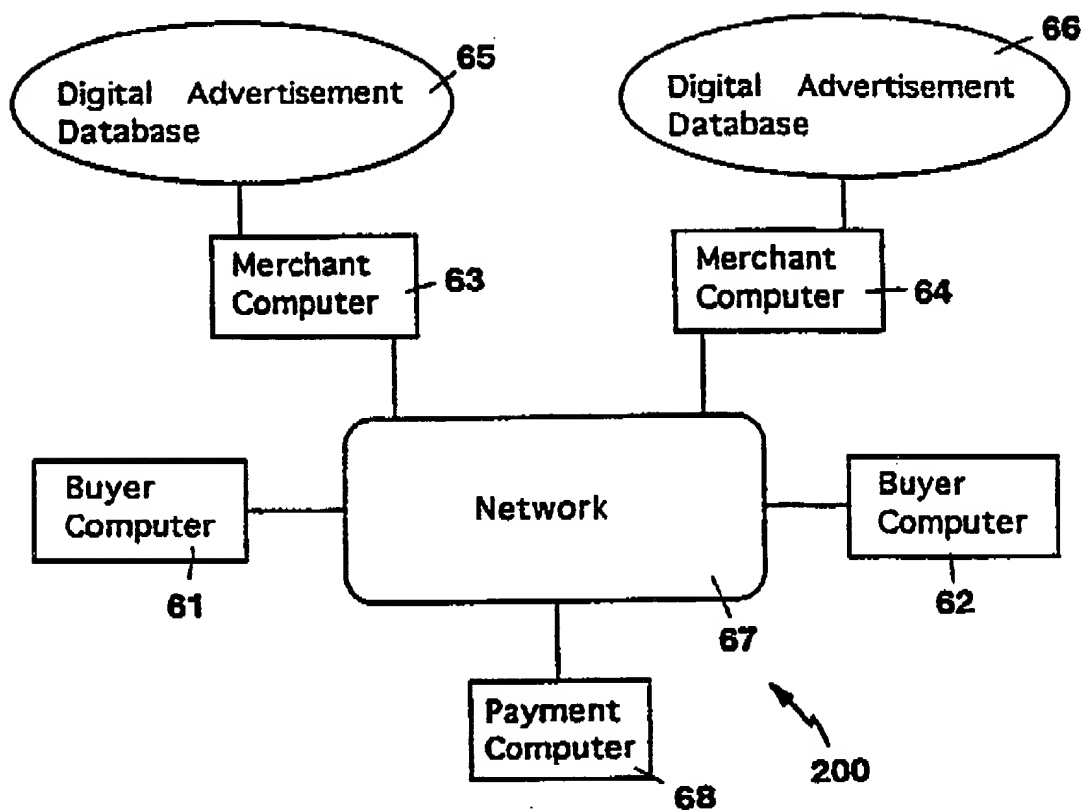 65
Digital Advertisement
Database
66
Digital Advertisement
Database
Merchant
Computer
63
Merchant
Computer
64
Buyer
Computer
61
Network
67
Buyer
Computer
62
Payment
Computer
68
200